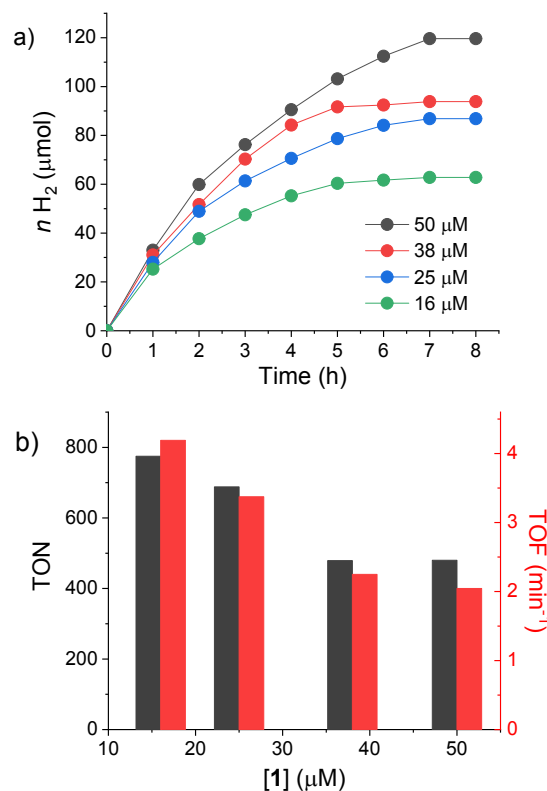 a)
n H₂ (μmol)
120
100
80
60
40
20
0
50 μM
38 μM
25 μM
16 μM
0 1 2 3 4 5 6 7 8
Time (h)
b)
TON
800
600
400
200
0
TOF (min⁻¹)
4
3
2
1
0
10 20 30 40 50
[1] (μM)